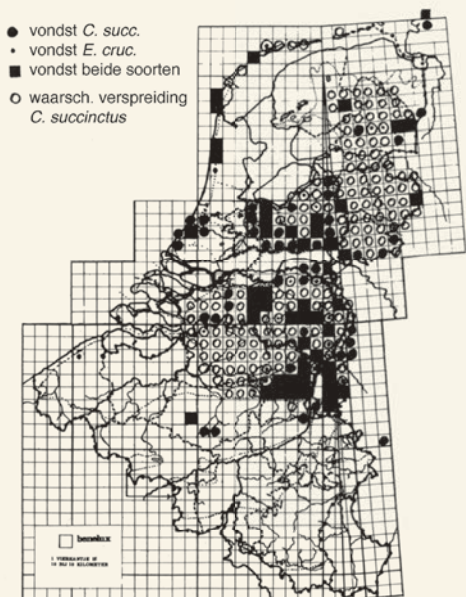 vondst C. succ.
vondst E. cruc.
vondst beide soorten
waarsch. verspreiding
C. succinctus
benelux